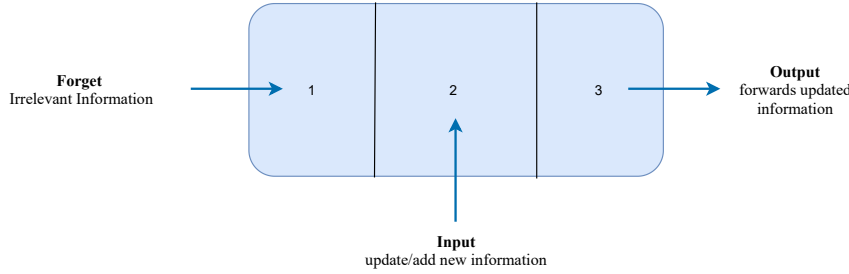 Forget
Irrelevant Information
1
2
3
Output
forwards updated
information
Input
update/add new information